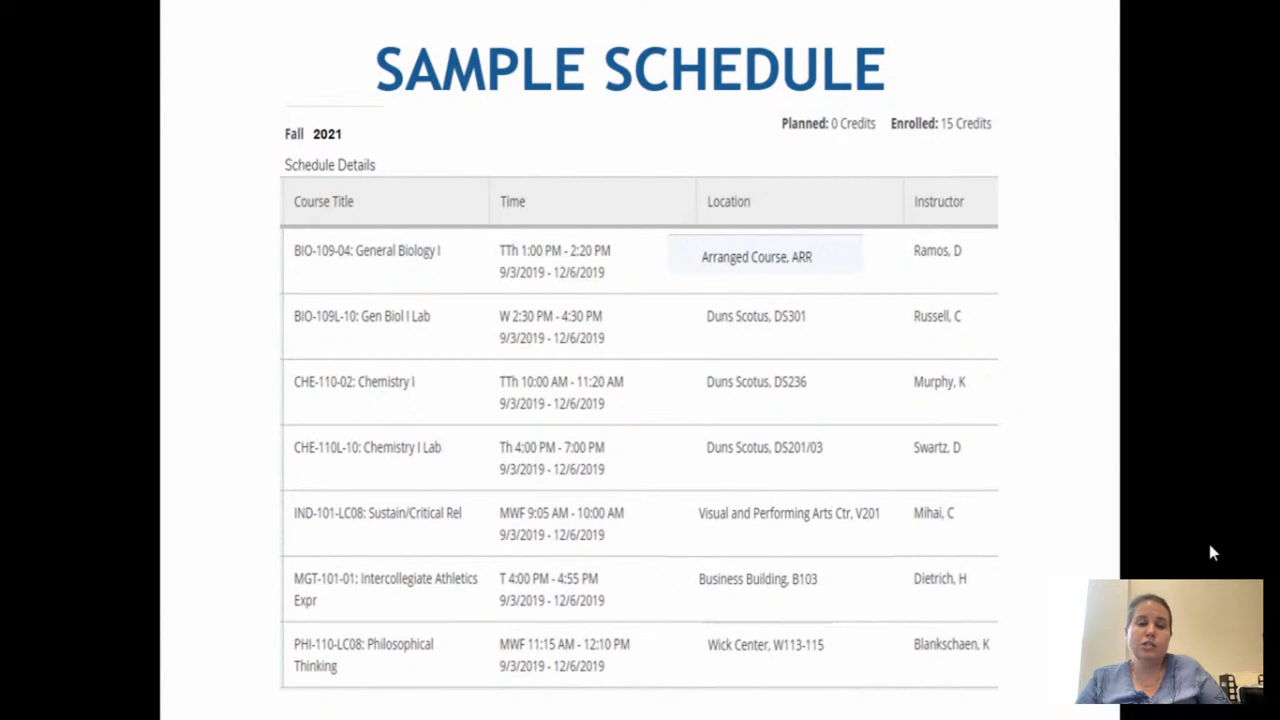 SAMPLE SCHEDULE
Planned: 0 Credits Enrolled: 15 Credits
Fall 2021
Schedule Details
Course Title Time Location Instructor
BIO-109-04: General Biology I TTh 1:00 PM - 2:20 PM Arranged Course, ARR Ramos, D
9/3/2019 - 12/6/2019
BIO-109L-10: Gen Biol I Lab W 2:30 PM - 4:30 PM Duns Scotus, DS301 Russell, C
9/3/2019 - 12/6/2019
CHE-110-02: Chemistry I TTh 10:00 AM - 11:20 AM Duns Scotus, DS236 Murphy, K
9/3/2019 - 12/6/2019
CHE-110L-10: Chemistry I Lab Th 4:00 PM - 7:00 PM Duns Scotus, DS201/03 Swartz, D
9/3/2019 - 12/6/2019
IND-101-LC08: Sustain/Critical Rel MWF 9:05 AM - 10:00 AM Visual and Performing Arts Ctr, V201 Mihai, C
9/3/2019 - 12/6/2019
MGT-101-01: Intercollegiate Athletics T 4:00 PM - 4:55 PM Business Building, B103 Dietrich, H
Expr 9/3/2019 - 12/6/2019
PHI-110-LC08: Philosophical MWF 11:15 AM - 12:10 PM Wick Center, W113-115 Blankschaen, K
Thinking 9/3/2019 - 12/6/2019